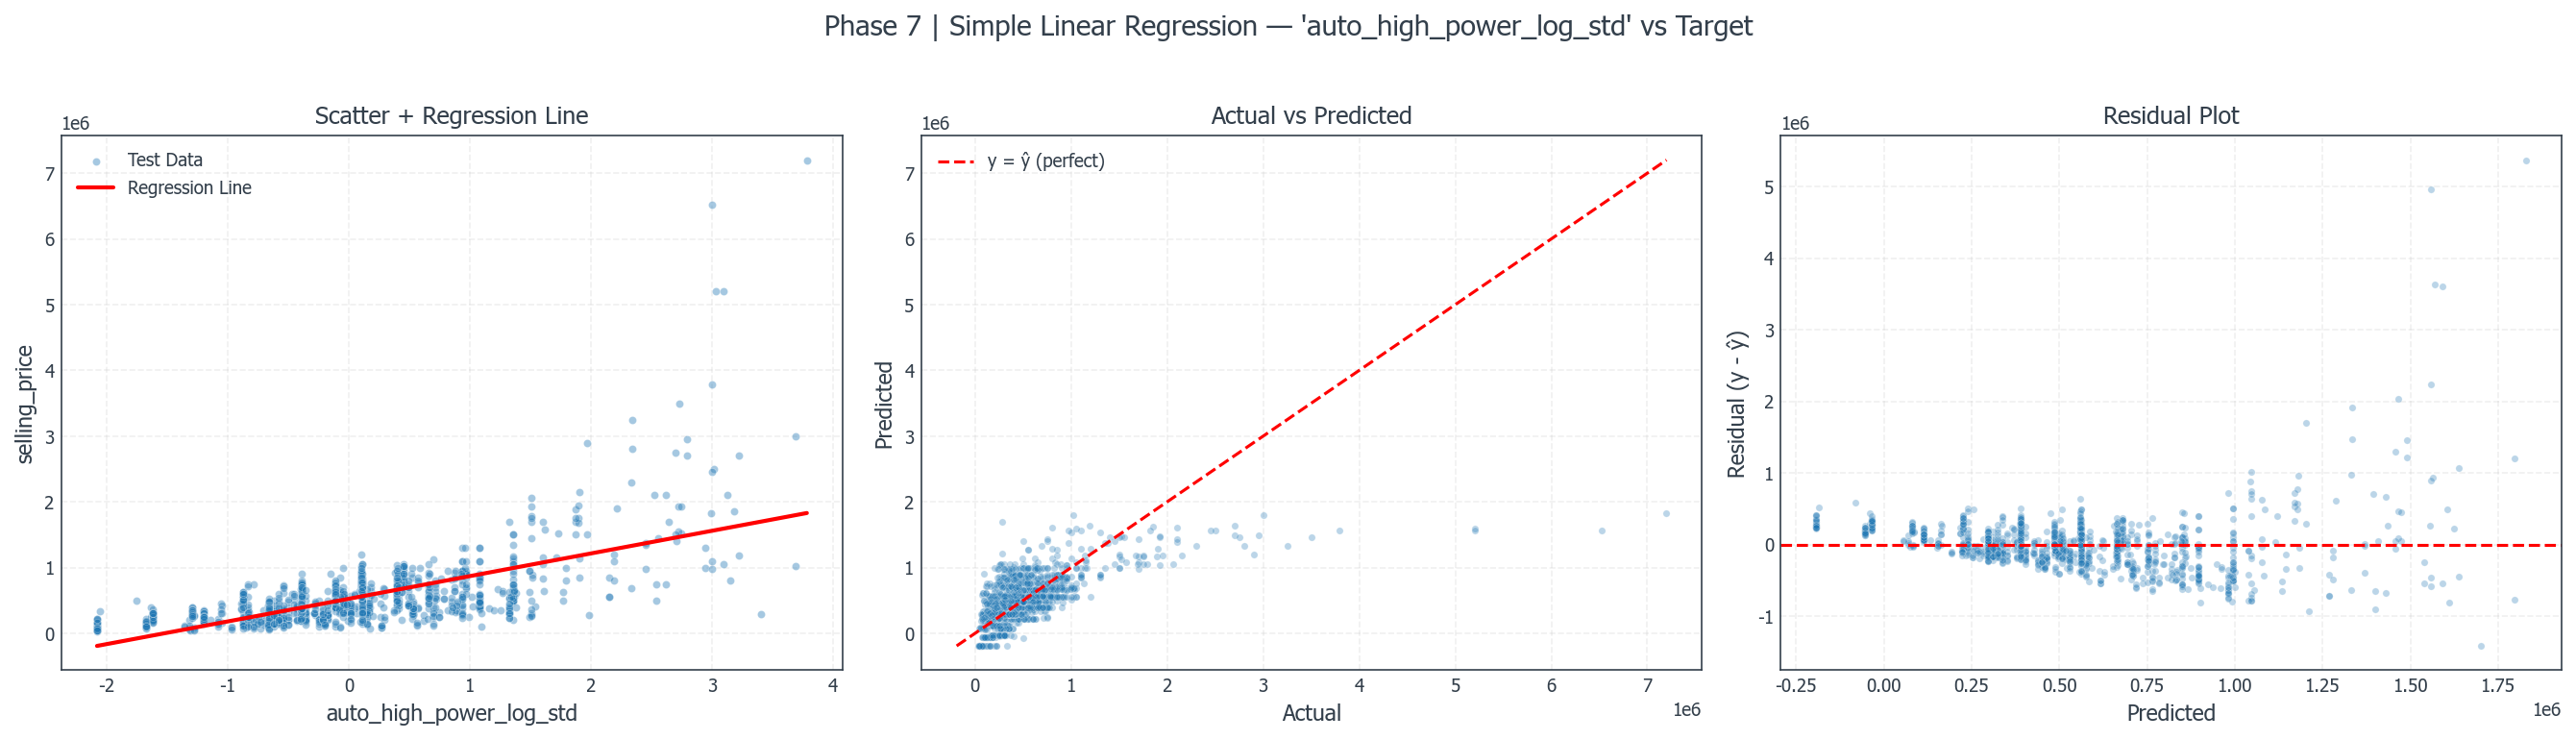 Phase 7 | Simple Linear Regression — 'auto_high_power_log_std' vs Target
Scatter + Regression Line
1e6
Test Data
Regression Line
7
6
5
4
3
2
1
0
selling_price
-2 -1 0 1 2 3 4
auto_high_power_log_std
Actual vs Predicted
1e6
y = ŷ (perfect)
7
6
5
4
3
2
1
0
Predicted
0 1 2 3 4 5 6 7
1e6
Actual
Residual Plot
1e6
5
4
3
2
1
0
-1
Residual (y - ŷ)
-0.25 0.00 0.25 0.50 0.75 1.00 1.25 1.50 1.75
1e6
Predicted